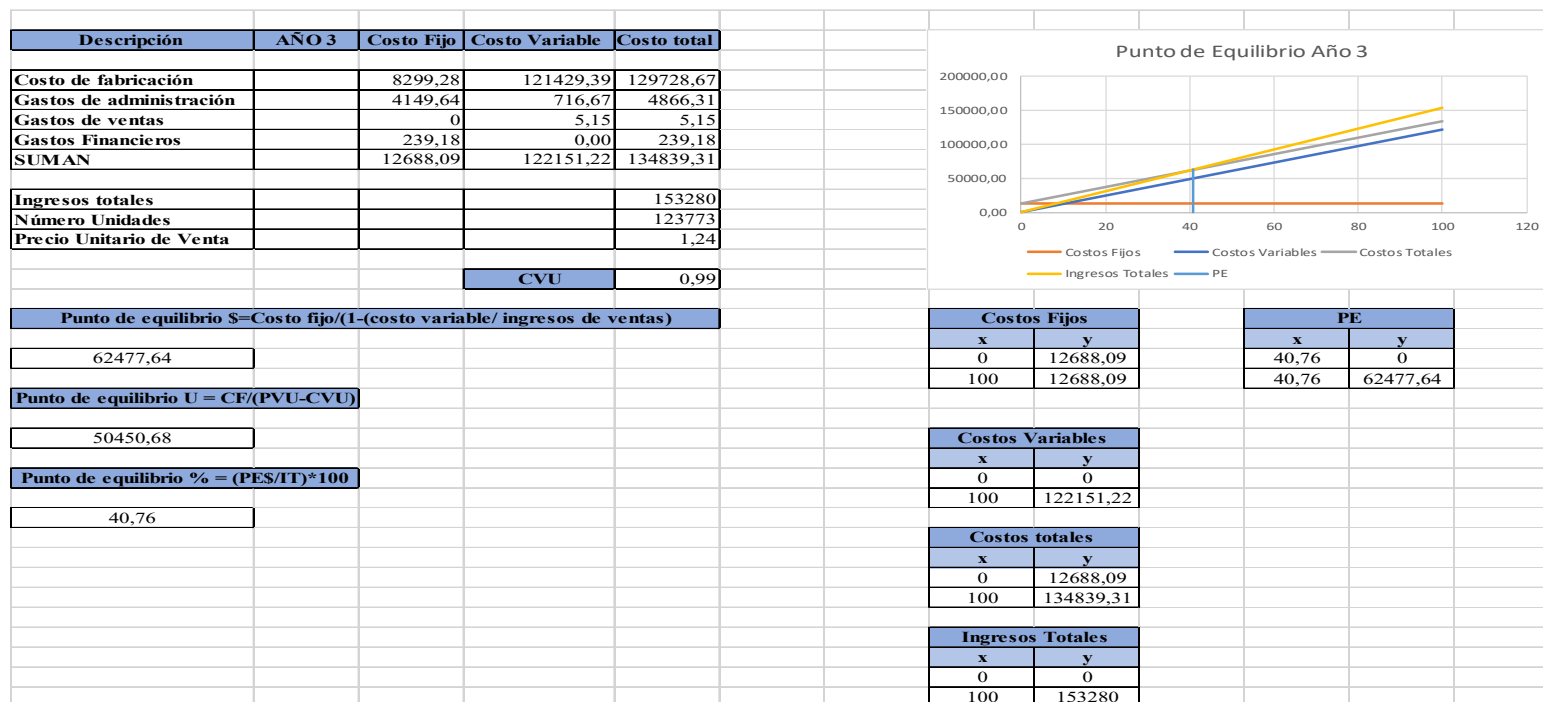 Descripción AÑO 3 Costo Fijo Costo Variable Costo total
Costo de fabricación 8299,28 121429,39 129728,67
Gastos de administración 4149,64 716,67 4866,31
Gastos de ventas 0 5,15 5,15
Gastos Financieros 239,18 0,00 239,18
SUMAN 12688,09 122151,22 134839,31
Ingresos totales 153280
Número Unidades 123773
Precio Unitario de Venta 1,24
CVU 0,99
Punto de equilibrio $=Costo fijo/(1-(costo variable/ ingresos de ventas)
62477,64
Punto de equilibrio U = CF/(PVU-CVU)
50450,68
Punto de equilibrio % = (PE$/IT)*100
40,76
Punto de Equilibrio Año 3
200000,00
150000,00
100000,00
50000,00
0,00
0 20 40 60 80 100 120
Costos Fijos Costos Variables Costos Totales
Ingresos Totales PE
Costos Fijos
x y
0 12688,09
100 12688,09
PE
x y
40,76 0
40,76 62477,64
Costos Variables
x y
0 0
100 122151,22
Costos totales
x y
0 12688,09
100 134839,31
Ingresos Totales
x y
0 0
100 153280